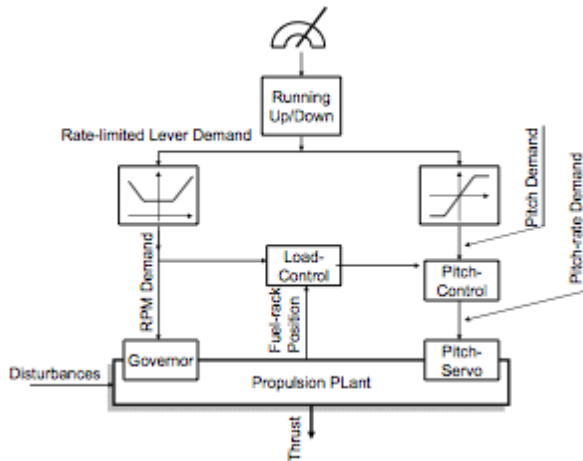 Running
Up/Down
Rate-limited Lever Demand
Pitch Demand
Pitch-rate Demand
Load-
Control
Pitch-
Control
RPM Demand
Fuel-rack
Position
Governor
Pitch-
Servo
Disturbances
Propulsion PLant
Thrust